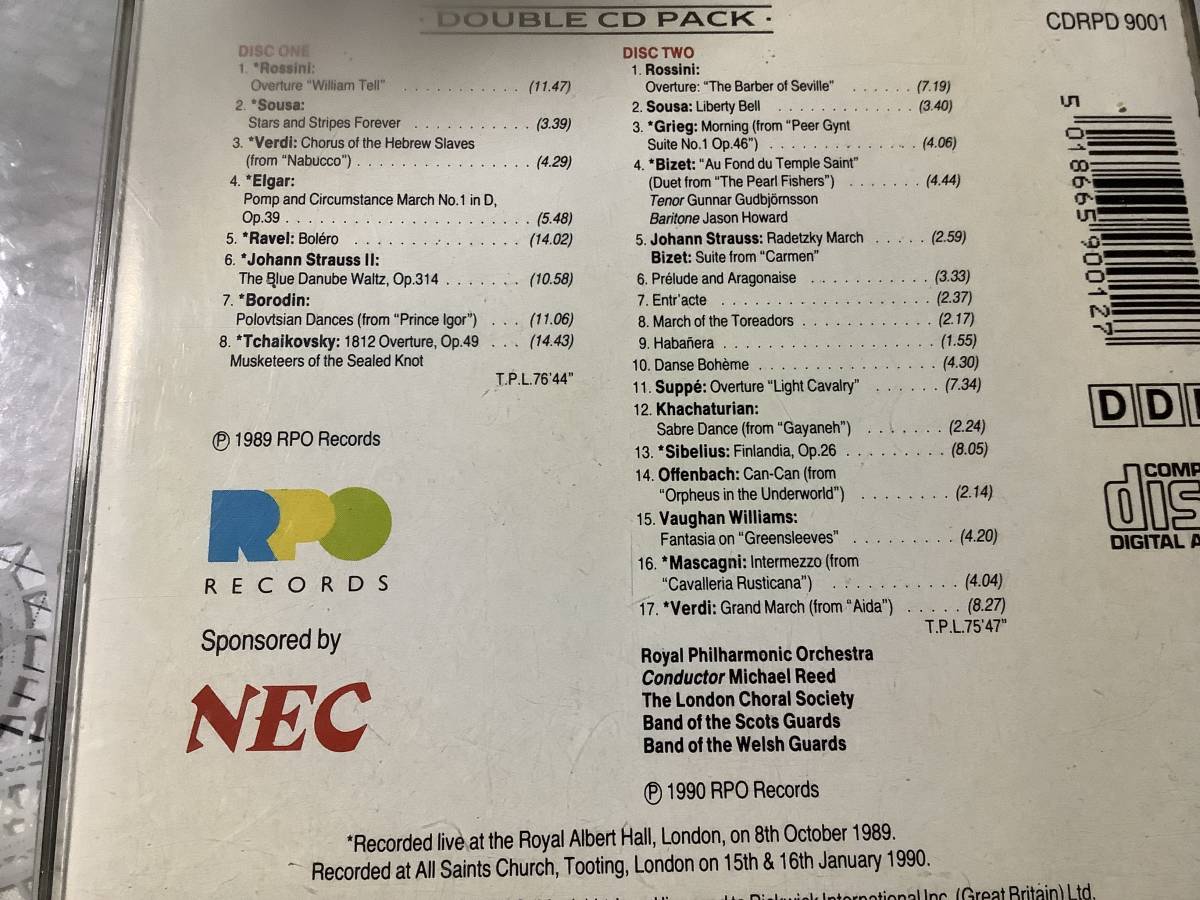 · DOUBLE CD PACK ·
CDRPD 9001
DISC ONE
1. *Rossini:
Overture “William Tell” . . . . . . . . . . . (11.47)
2. *Sousa:
Stars and Stripes Forever . . . . . . . . . . (3.39)
3. *Verdi: Chorus of the Hebrew Slaves
(from “Nabucco”) . . . . . . . . . . . . . . . . (4.29)
4. *Elgar:
Pomp and Circumstance March No.1 in D,
Op.39 . . . . . . . . . . . . . . . . . . . . . . . (5.48)
5. *Ravel: Boléro . . . . . . . . . . . . . . . (14.02)
6. *Johann Strauss II:
The Blue Danube Waltz, Op.314 . . . . . . . (10.58)
7. *Borodin:
Polovtsian Dances (from “Prince Igor”) . . . (11.06)
8. *Tchaikovsky: 1812 Overture, Op.49 . . . (14.43)
Musketeers of the Sealed Knot
T.P.L.76’44”
℗ 1989 RPO Records
RPO
RECORDS
Sponsored by
NEC
DISC TWO
1. Rossini:
Overture: “The Barber of Seville” . . . . . . (7.19)
2. Sousa: Liberty Bell . . . . . . . . . . . . . (3.40)
3. *Grieg: Morning (from “Peer Gynt
Suite No.1 Op.46”) . . . . . . . . . . . . . . (4.06)
4. *Bizet: “Au Fond du Temple Saint”
(Duet from “The Pearl Fishers”) . . . . . . . (4.44)
Tenor Gunnar Gudbjörnsson
Baritone Jason Howard
5. Johann Strauss: Radetzky March . . . . . (2.59)
Bizet: Suite from “Carmen”
6. Prélude and Aragonaise . . . . . . . . . . . (3.33)
7. Entr’acte . . . . . . . . . . . . . . . . . . . (2.37)
8. March of the Toreadors . . . . . . . . . . . . (2.17)
9. Habañera . . . . . . . . . . . . . . . . . . . (1.55)
10. Danse Bohème . . . . . . . . . . . . . . . . (4.30)
11. Suppé: Overture “Light Cavalry” . . . . . . (7.34)
12. Khachaturian:
Sabre Dance (from “Gayaneh”) . . . . . . . (2.24)
13. *Sibelius: Finlandia, Op.26 . . . . . . . . . (8.05)
14. Offenbach: Can-Can (from
“Orpheus in the Underworld”) . . . . . . . . (2.14)
15. Vaughan Williams:
Fantasia on “Greensleeves” . . . . . . . . . (4.20)
16. *Mascagni: Intermezzo (from
“Cavalleria Rusticana”) . . . . . . . . . . . (4.04)
17. *Verdi: Grand March (from “Aida”) . . . . . (8.27)
T.P.L.75’47”
Royal Philharmonic Orchestra
Conductor Michael Reed
The London Choral Society
Band of the Scots Guards
Band of the Welsh Guards
℗ 1990 RPO Records
5 018665 900127
DD
COMP
dis
DIGITAL A
*Recorded live at the Royal Albert Hall, London, on 8th October 1989.
Recorded at All Saints Church, Tooting, London on 15th & 16th January 1990.
to Pickwick International Inc. (Great Britain) Ltd.